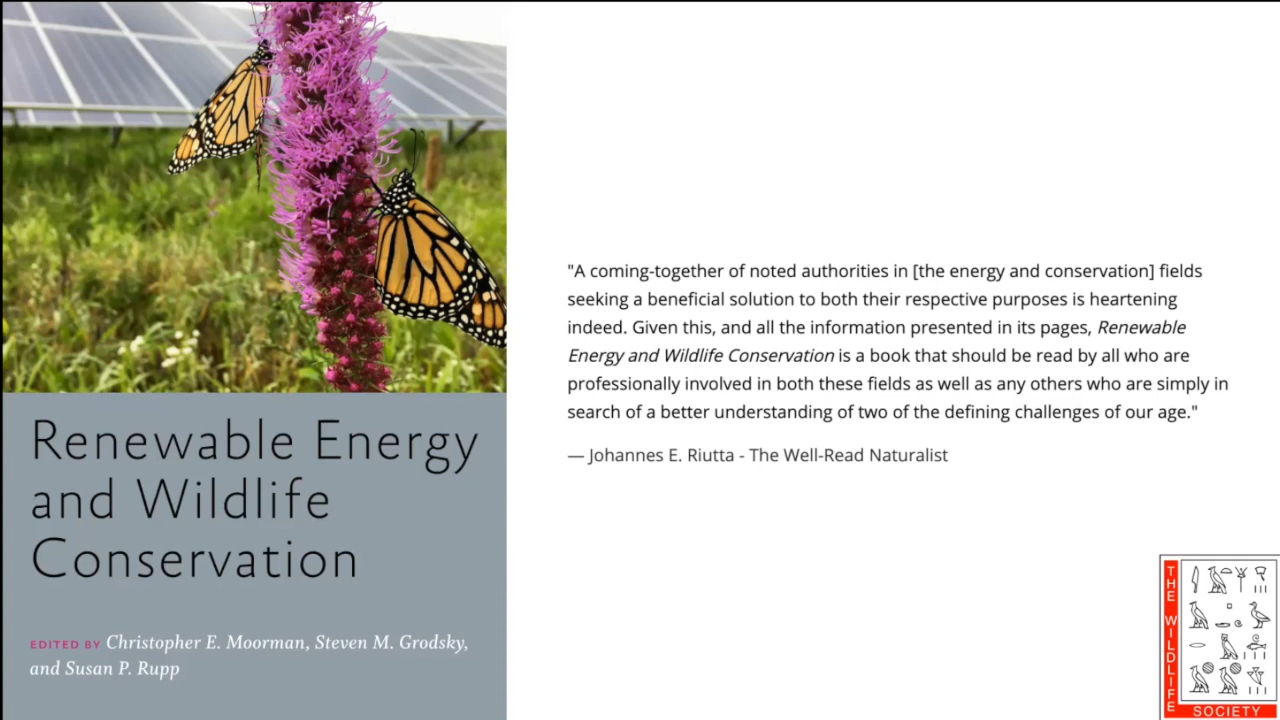 Renewable Energy
and Wildlife
Conservation
EDITED BY Christopher E. Moorman, Steven M. Grodsky,
and Susan P. Rupp
"A coming-together of noted authorities in [the energy and conservation] fields
seeking a beneficial solution to both their respective purposes is heartening
indeed. Given this, and all the information presented in its pages, Renewable
Energy and Wildlife Conservation is a book that should be read by all who are
professionally involved in both these fields as well as any others who are simply in
search of a better understanding of two of the defining challenges of our age."
— Johannes E. Riutta - The Well-Read Naturalist
THE WILDLIFE
SOCIETY